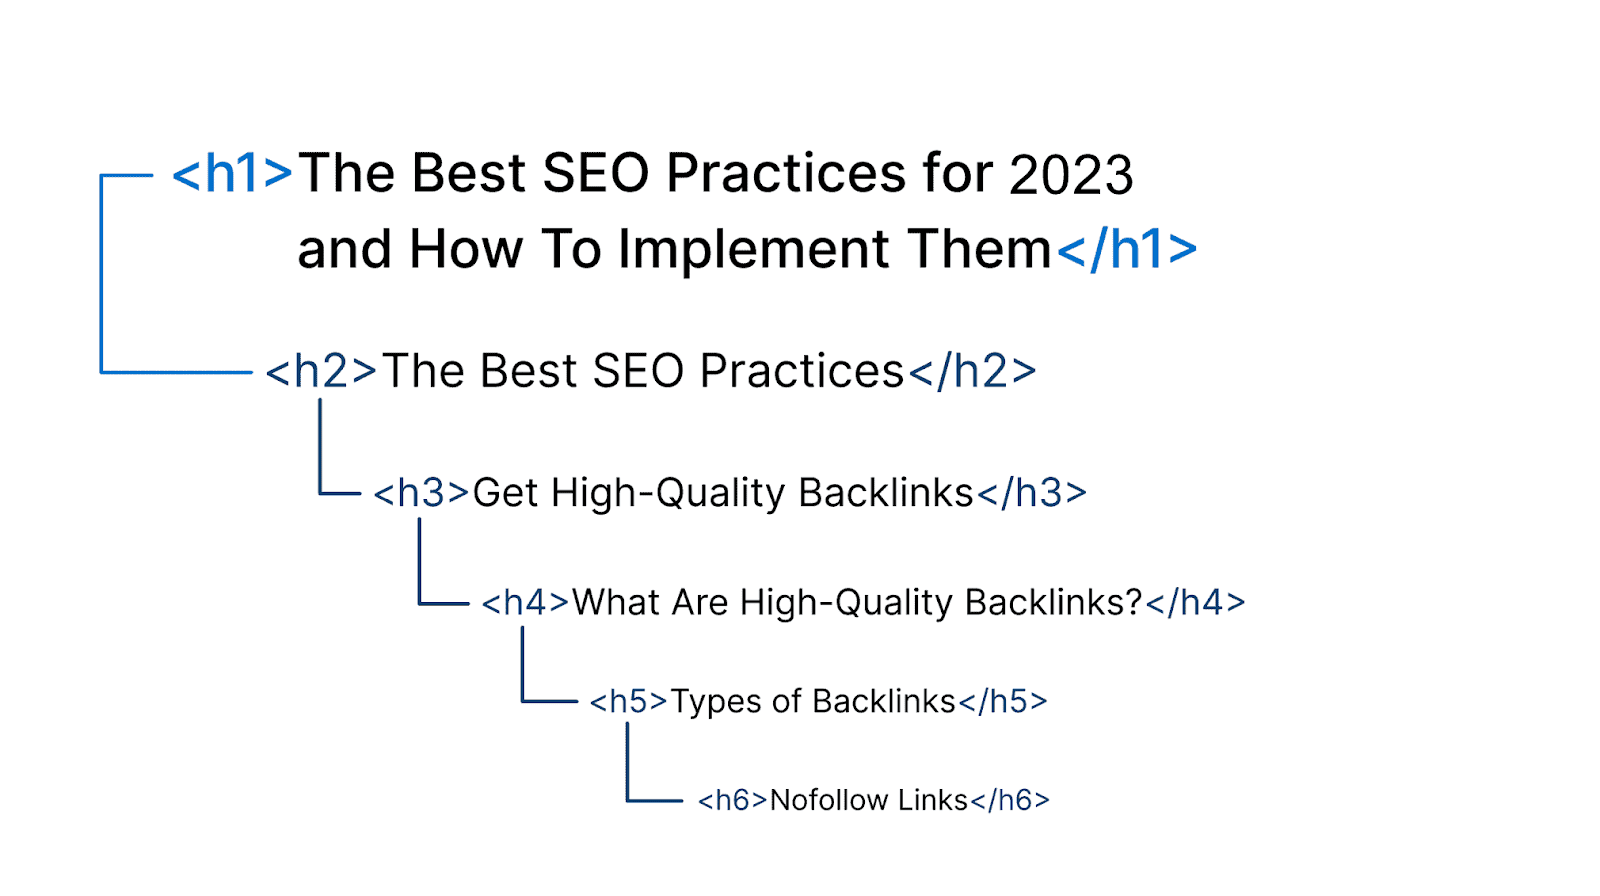 <h1>The Best SEO Practices for 2023
and How To Implement Them</h1>
<h2>The Best SEO Practices</h2>
<h3>Get High-Quality Backlinks</h3>
<h4>What Are High-Quality Backlinks?</h4>
<h5>Types of Backlinks</h5>
<h6>Nofollow Links</h6>